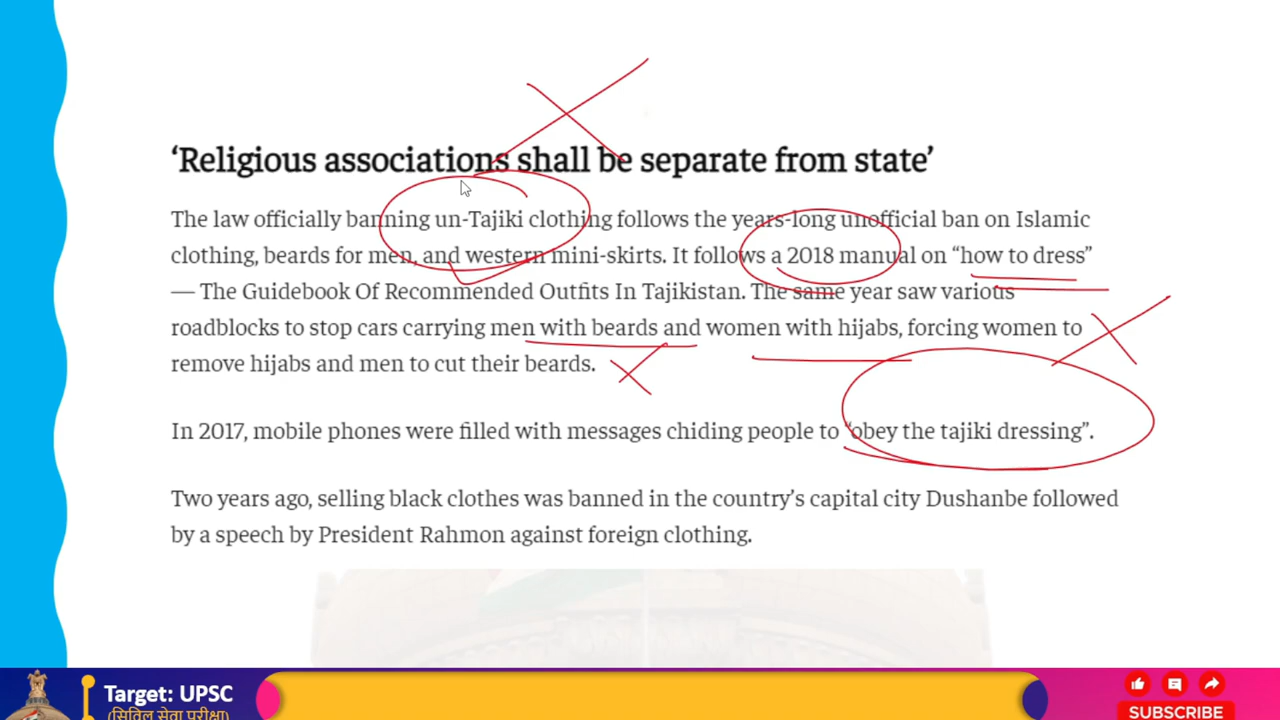 ‘Religious associations shall be separate from state’
The law officially banning un-Tajiki clothing follows the years-long unofficial ban on Islamic
clothing, beards for men, and western mini-skirts. It follows a 2018 manual on “how to dress”
— The Guidebook Of Recommended Outfits In Tajikistan. The same year saw various
roadblocks to stop cars carrying men with beards and women with hijabs, forcing women to
remove hijabs and men to cut their beards.
In 2017, mobile phones were filled with messages chiding people to “obey the tajiki dressing”.
Two years ago, selling black clothes was banned in the country’s capital city Dushanbe followed
by a speech by President Rahmon against foreign clothing.
Target: UPSC
(सिविल सेवा परीक्षा)
SUBSCRIBE